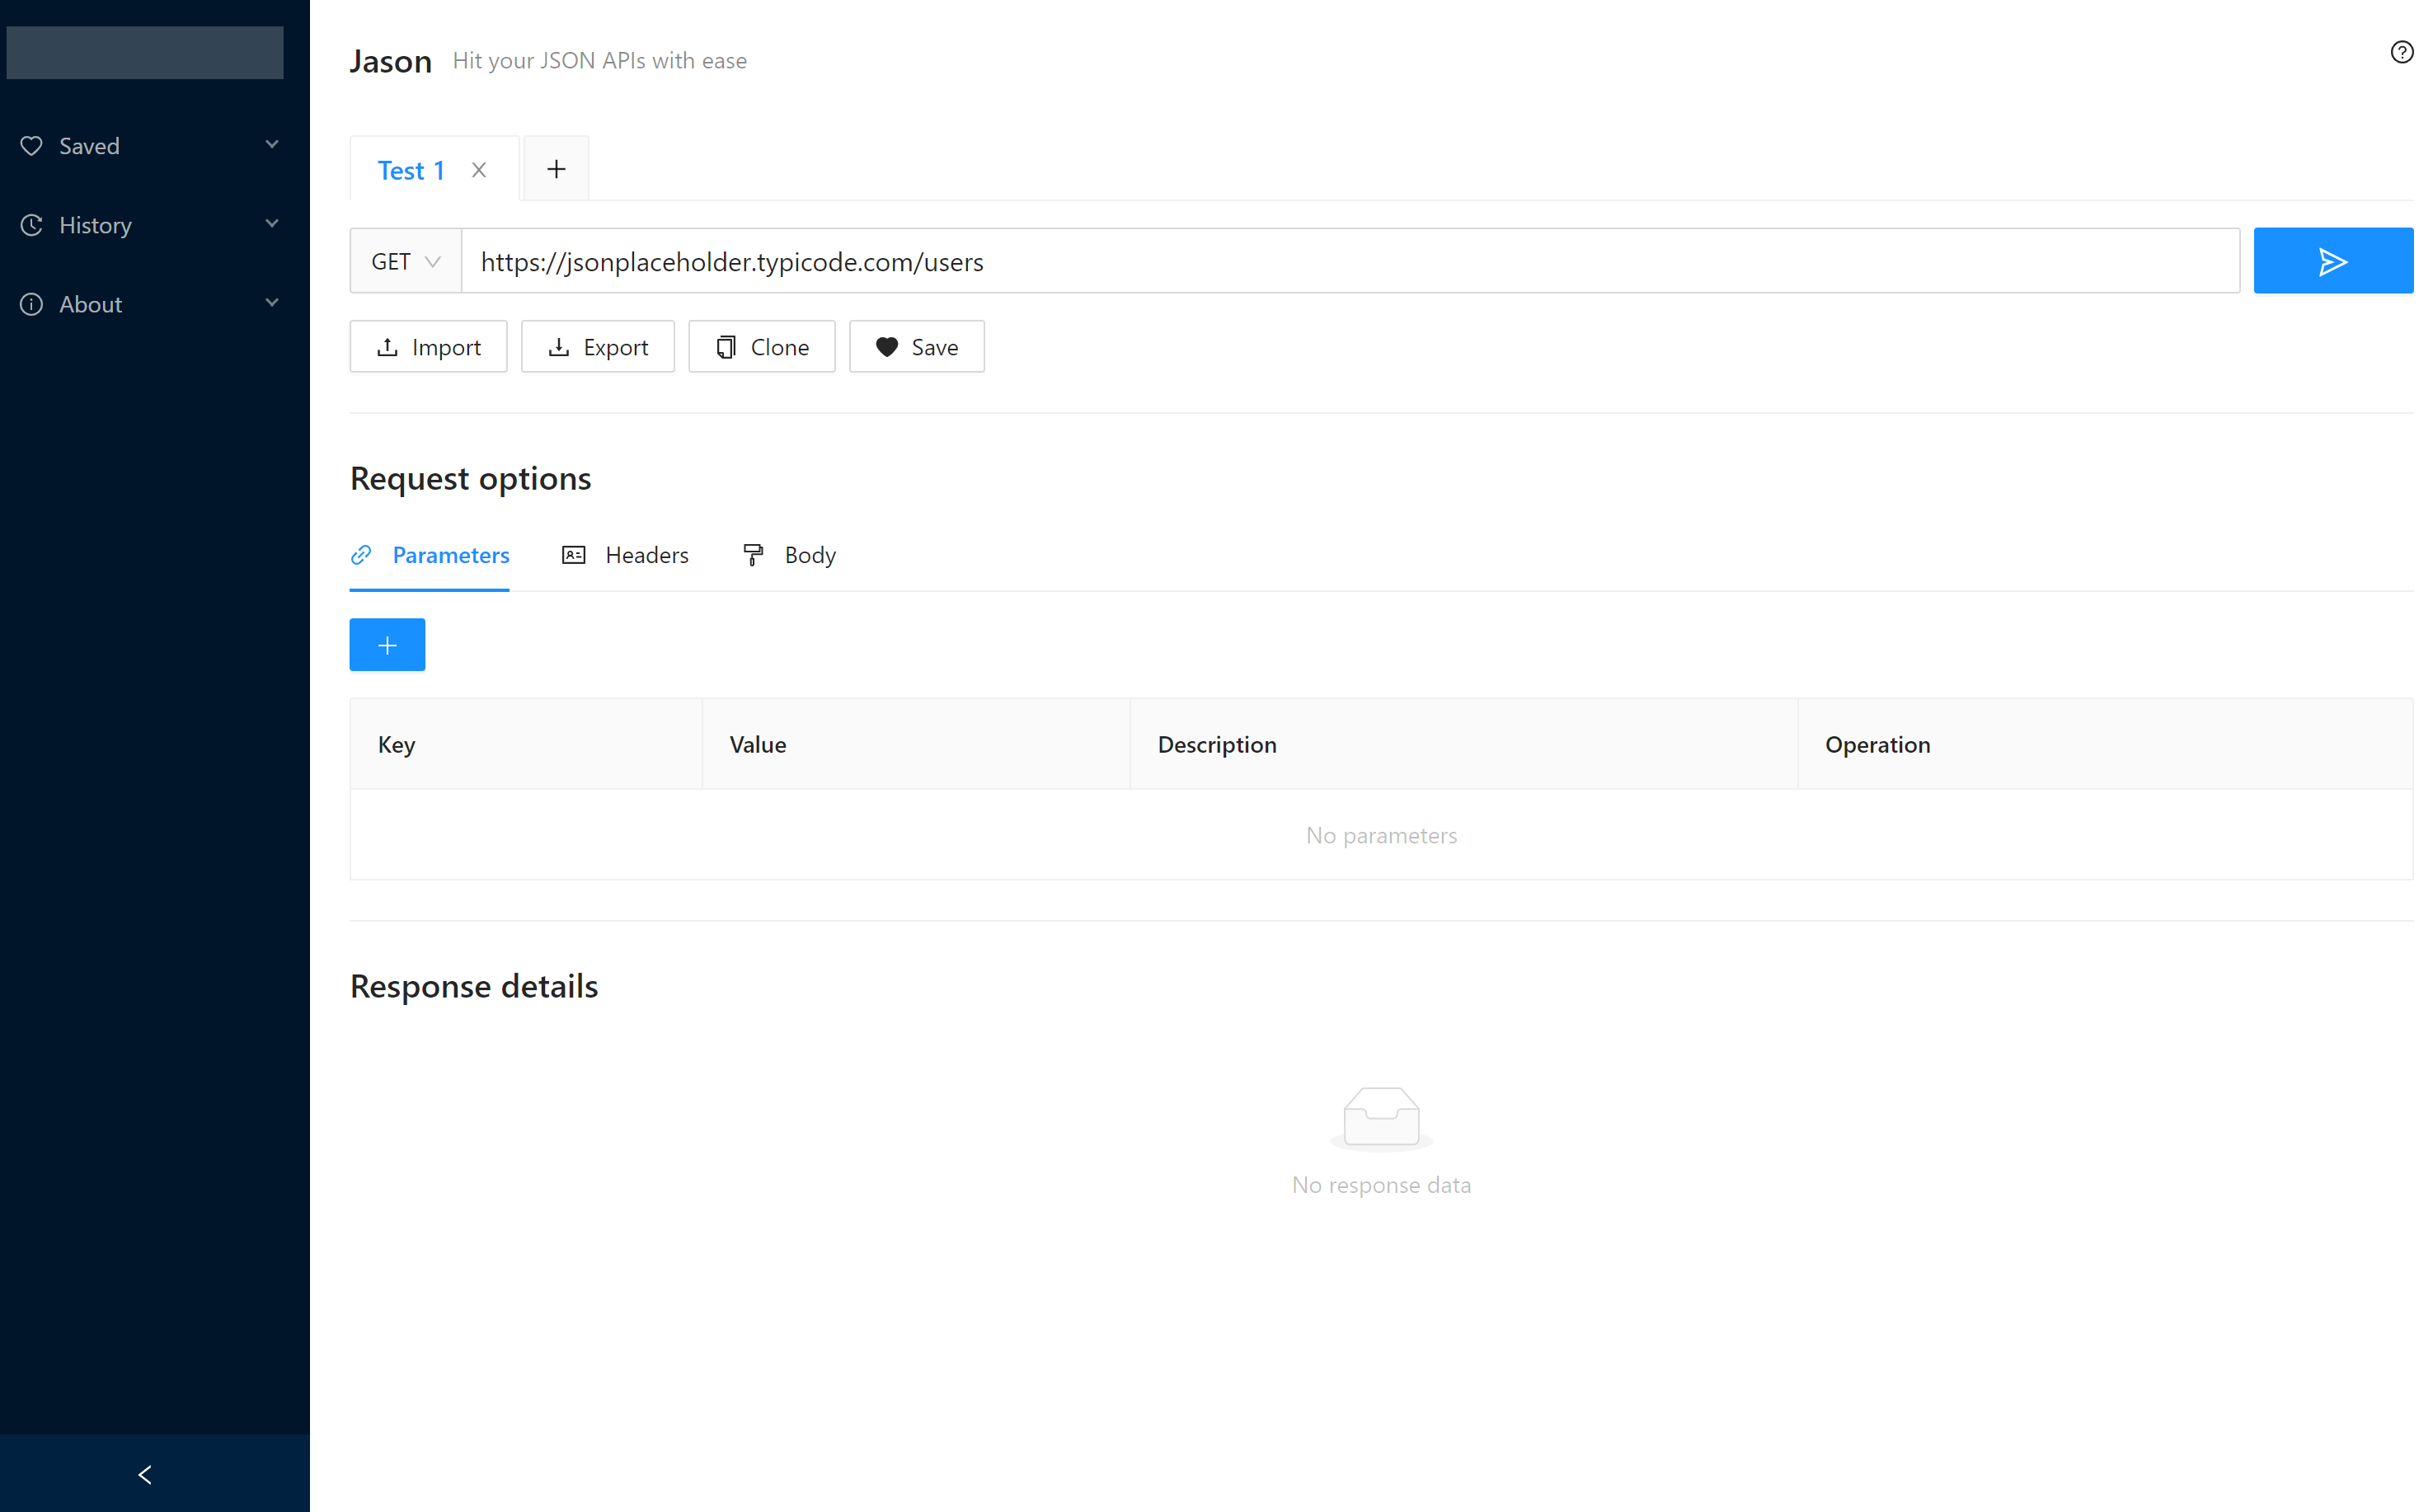 Jason Hit your JSON APIs with ease
Saved
History
About
Test 1
GET https://jsonplaceholder.typicode.com/users
Import Export Clone Save
Request options
Parameters Headers Body
Key Value Description Operation
No parameters
Response details
No response data